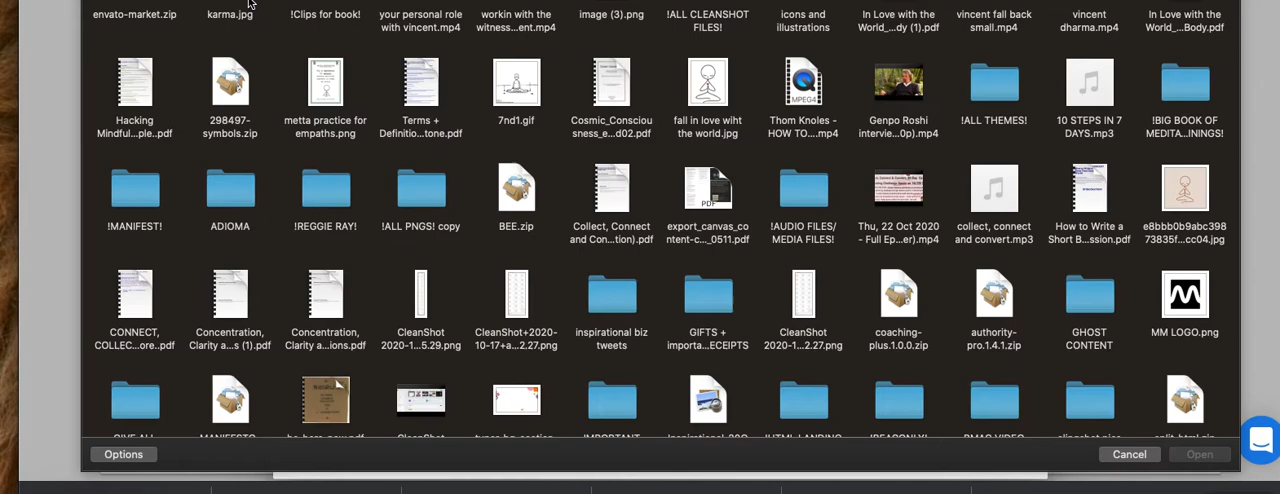 envato-market.zip
karma.jpg
!Clips for book!
your personal role
with vincent.mp4
workin with the
witness...ent.mp4
image (3).png
!ALL CLEANSHOT
FILES!
icons and
illustrations
In Love with the
World_...dy (1).pdf
vincent fall back
small.mp4
vincent
dharma.mp4
In Love with the
World_...Body.pdf
Hacking
Mindful...ple..pdf
298497-
symbols.zip
metta practice for
empaths.png
Terms +
Definitio...tone.pdf
7nd1.gif
Cosmic_Consciou
sness_e...d02.pdf
fall in love wiht
the world.jpg
MPEG4
Thom Knoles -
HOW TO....mp4
Genpo Roshi
intervie...0p).mp4
!ALL THEMES!
10 STEPS IN 7
DAYS.mp3
!BIG BOOK OF
MEDITA...ININGS!
!MANIFEST!
ADIOMA
!REGGIE RAY!
!ALL PNGS! copy
BEE.zip
Collect, Connect
and Con...tion).pdf
PDF
export_canvas_co
ntent-c..._0511.pdf
!AUDIO FILES/
MEDIA FILES!
Thu, 22 Oct 2020
- Full Ep...er).mp4
collect, connect
and convert.mp3
How to Write a
Short B...ssion.pdf
e8bbb0b9abc398
73835f...cc04.jpg
CONNECT,
COLLEC...ore..pdf
Concentration,
Clarity a...s (1).pdf
Concentration,
Clarity a...ions.pdf
CleanShot
2020-1...5.29.png
CleanShot+2020-
10-17+a...2.27.png
inspirational biz
tweets
GIFTS +
importa...ECEIPTS
CleanShot
2020-1...2.27.png
coaching-
plus.1.0.0.zip
authority-
pro.1.4.1.zip
GHOST
CONTENT
MM LOGO.png
Options
Cancel
Open